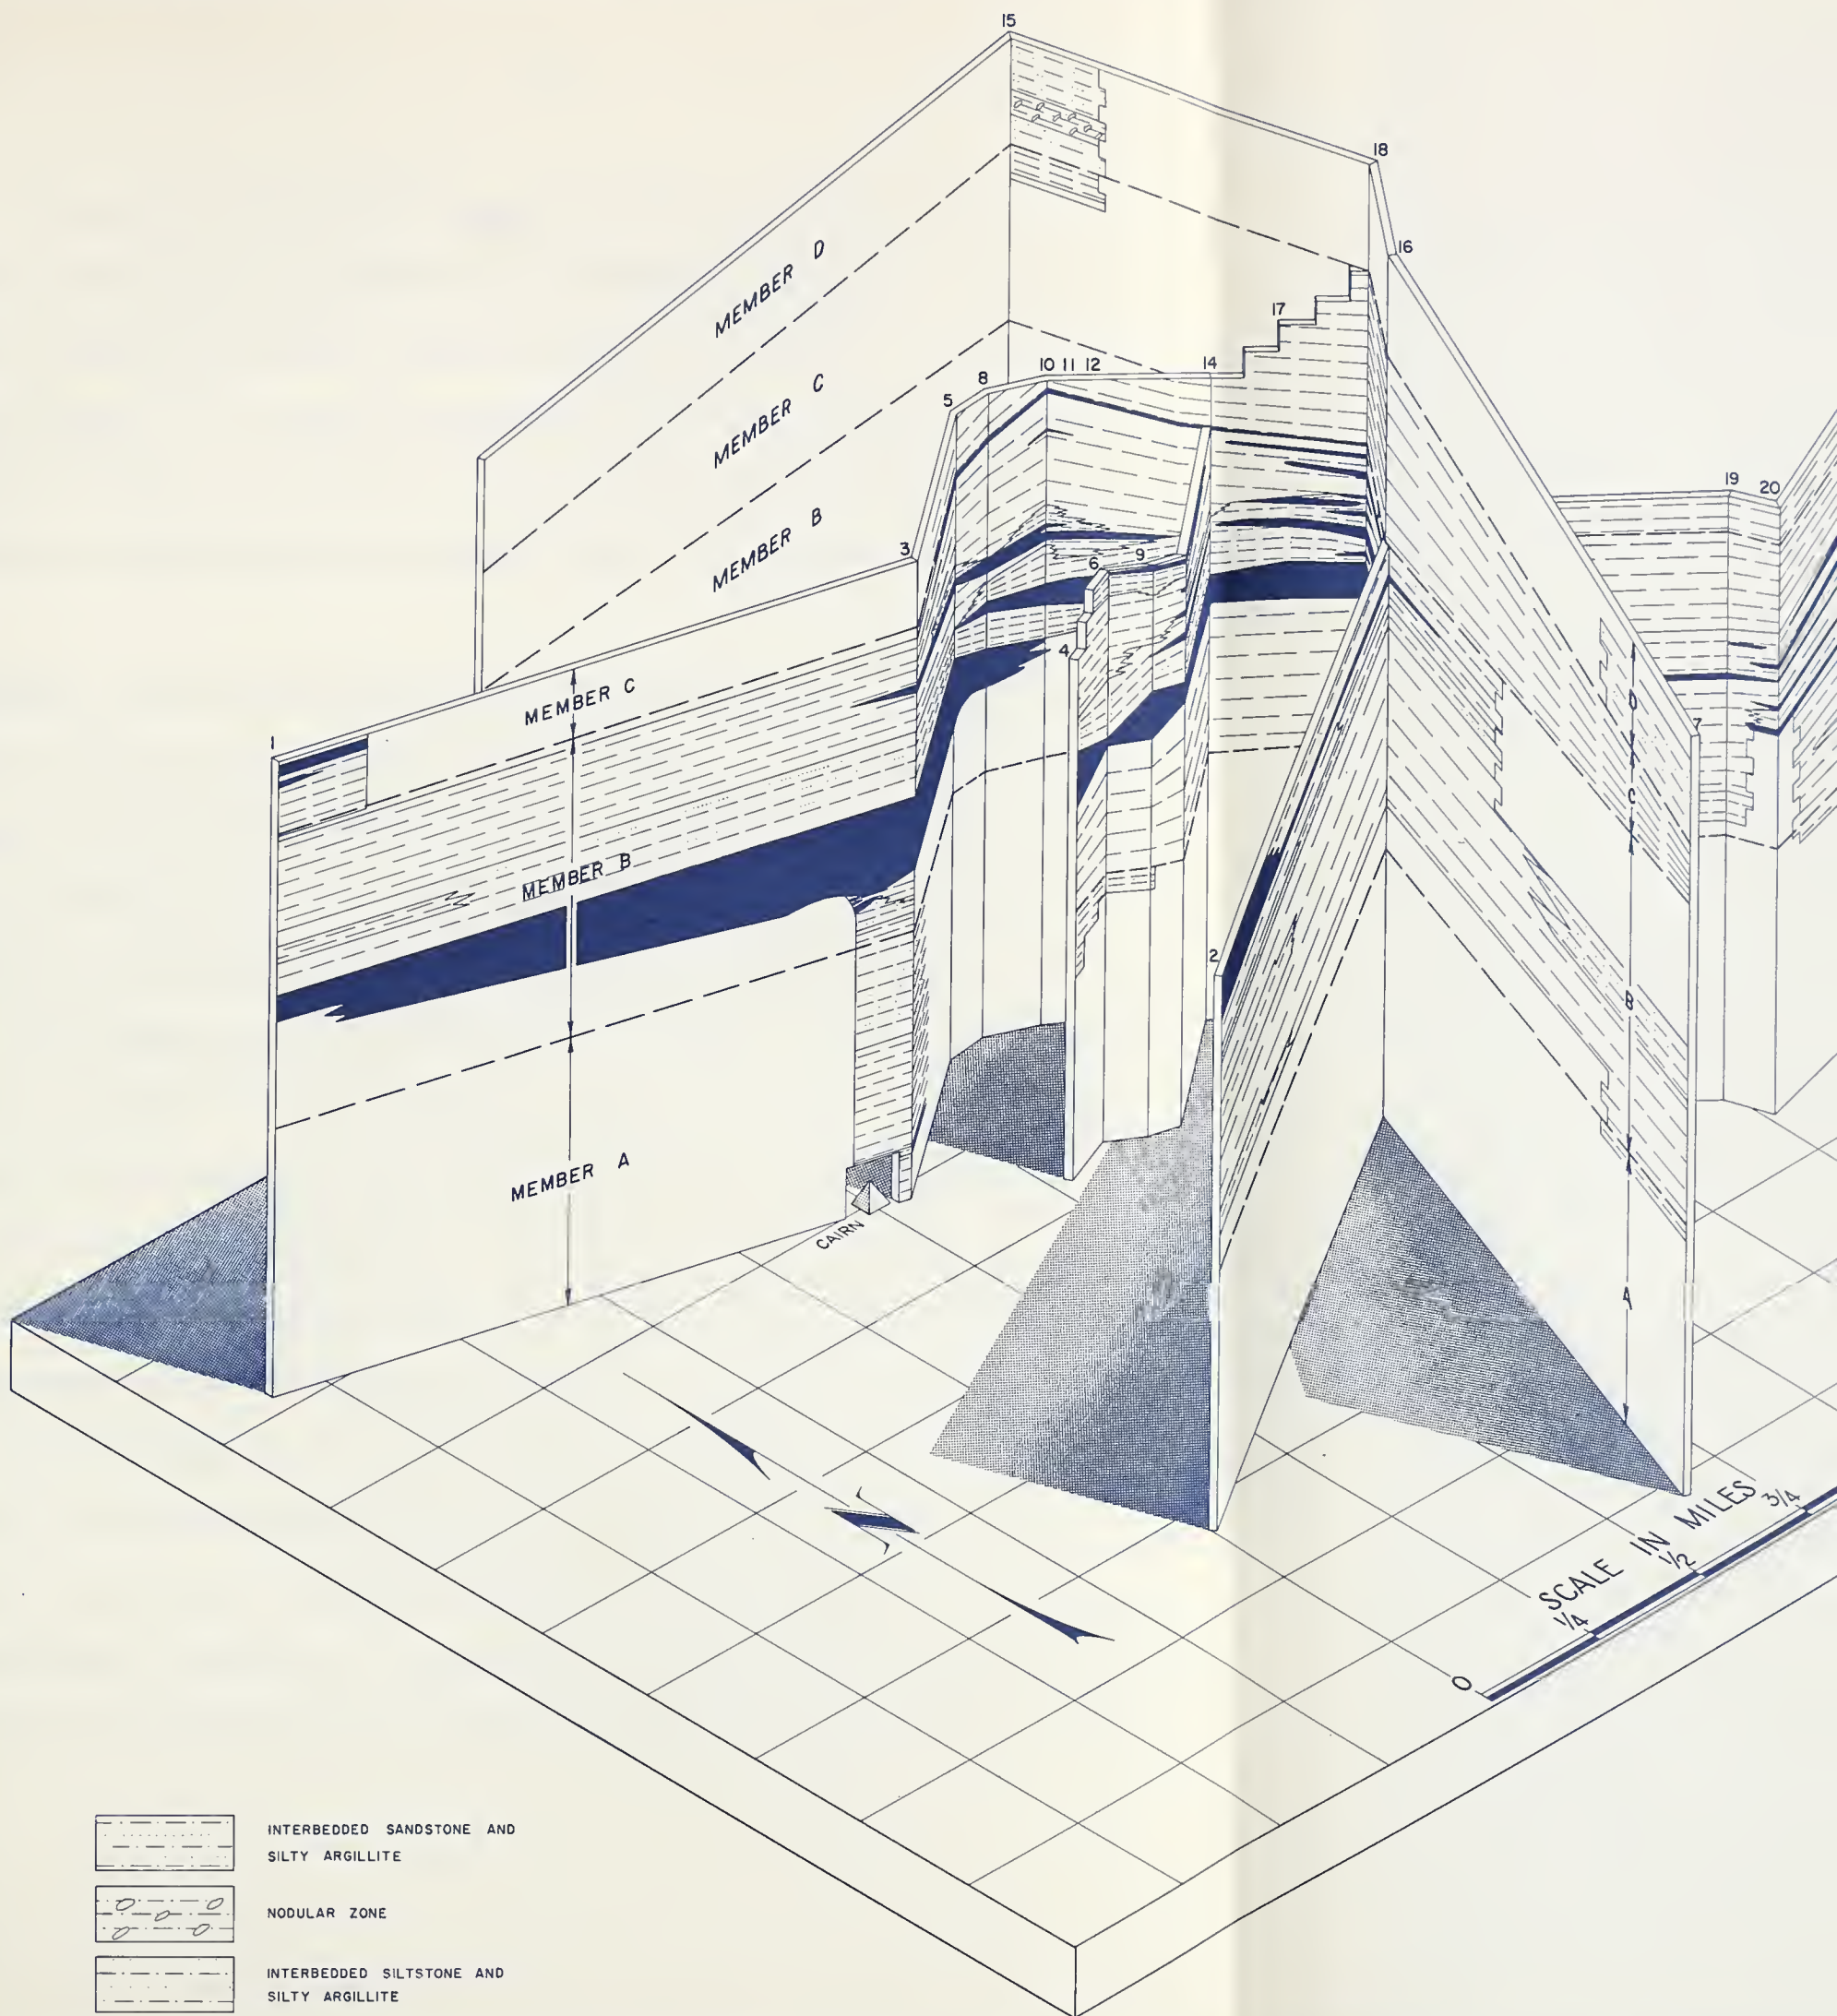 15
18
16
17
14
10 11 12
8
5
3
19
20
9
6
4
7
1
2
MEMBER D
MEMBER C
MEMBER B
MEMBER C
MEMBER B
MEMBER A
D
C
B
A
CAIRN
N
SCALE IN MILES
0
1/4
1/2
3/4
INTERBEDDED SANDSTONE AND
SILTY ARGILLITE
NODULAR ZONE
INTERBEDDED SILTSTONE AND
SILTY ARGILLITE